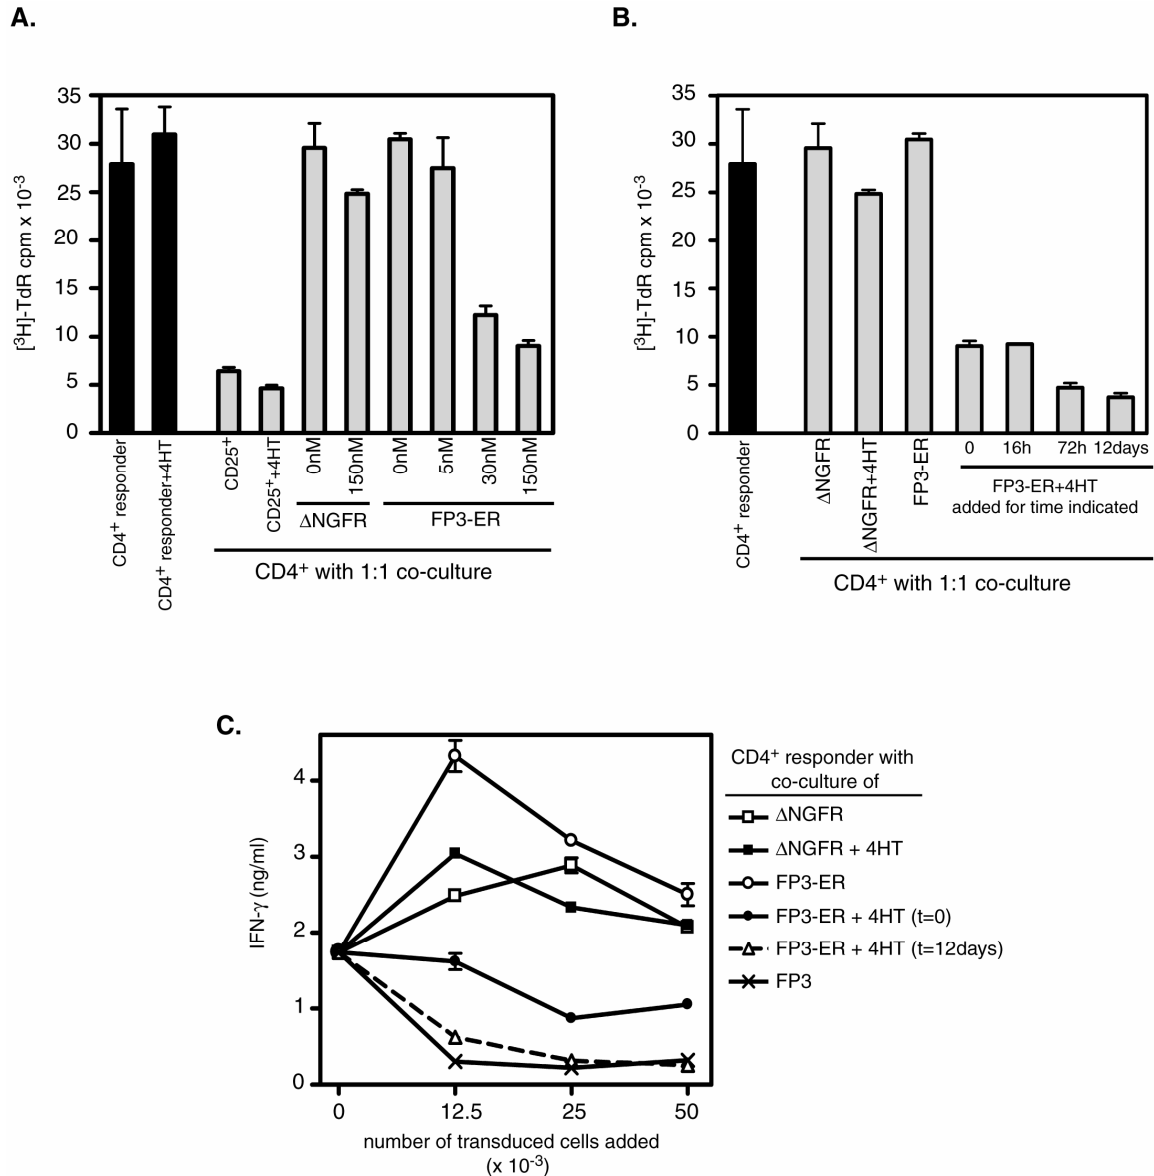 A.
35
30
25
20
15
10
5
0
[³H]-TdR cpm x 10⁻³
CD4⁺ responder
CD4⁺ responder+4HT
CD25⁺
CD25⁺+4HT
0nM
150nM
0nM
5nM
30nM
150nM
ΔNGFR
FP3-ER
CD4⁺ with 1:1 co-culture
B.
35
30
25
20
15
10
5
0
[³H]-TdR cpm x 10⁻³
CD4⁺ responder
ΔNGFR
ΔNGFR+4HT
FP3-ER
0 16h 72h 12days
FP3-ER+4HT
added for time indicated
CD4⁺ with 1:1 co-culture
C.
4
3
2
1
0
IFN-γ (ng/ml)
0 12.5 25 50
number of transduced cells added
(x 10⁻³)
CD4⁺ responder with
co-culture of
ΔNGFR
ΔNGFR + 4HT
FP3-ER
FP3-ER + 4HT (t=0)
FP3-ER + 4HT (t=12days)
FP3